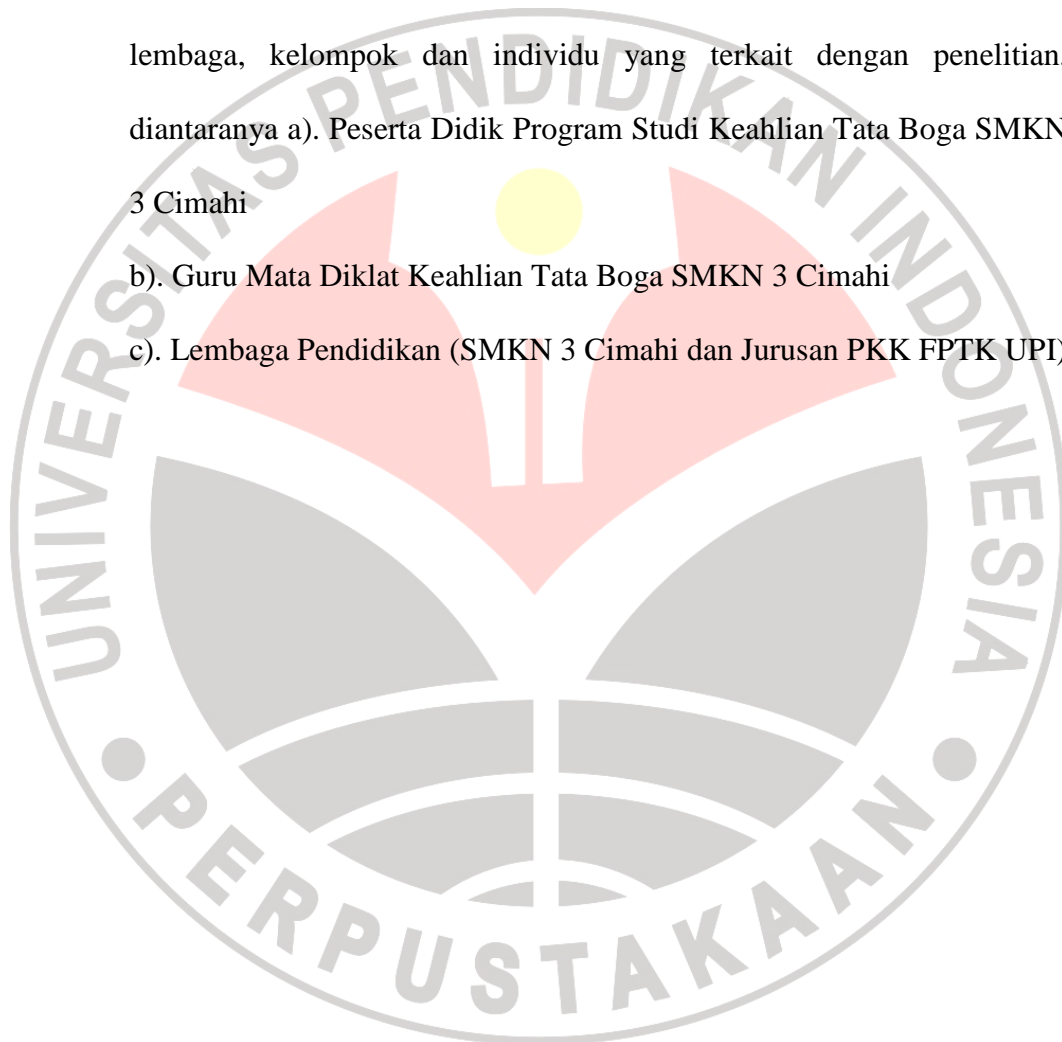 lembaga, kelompok dan individu yang terkait dengan penelitian.
diantaranya a). Peserta Didik Program Studi Keahlian Tata Boga SMKN
3 Cimahi
b). Guru Mata Diklat Keahlian Tata Boga SMKN 3 Cimahi
c). Lembaga Pendidikan (SMKN 3 Cimahi dan Jurusan PKK FPTK UPI)
UNIVERSITAS PENDIDIKAN INDONESIA
PERPUSTAKAAN